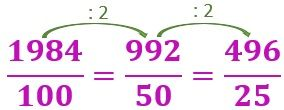 : 2 : 2
1984/100 = 992/50 = 496/25